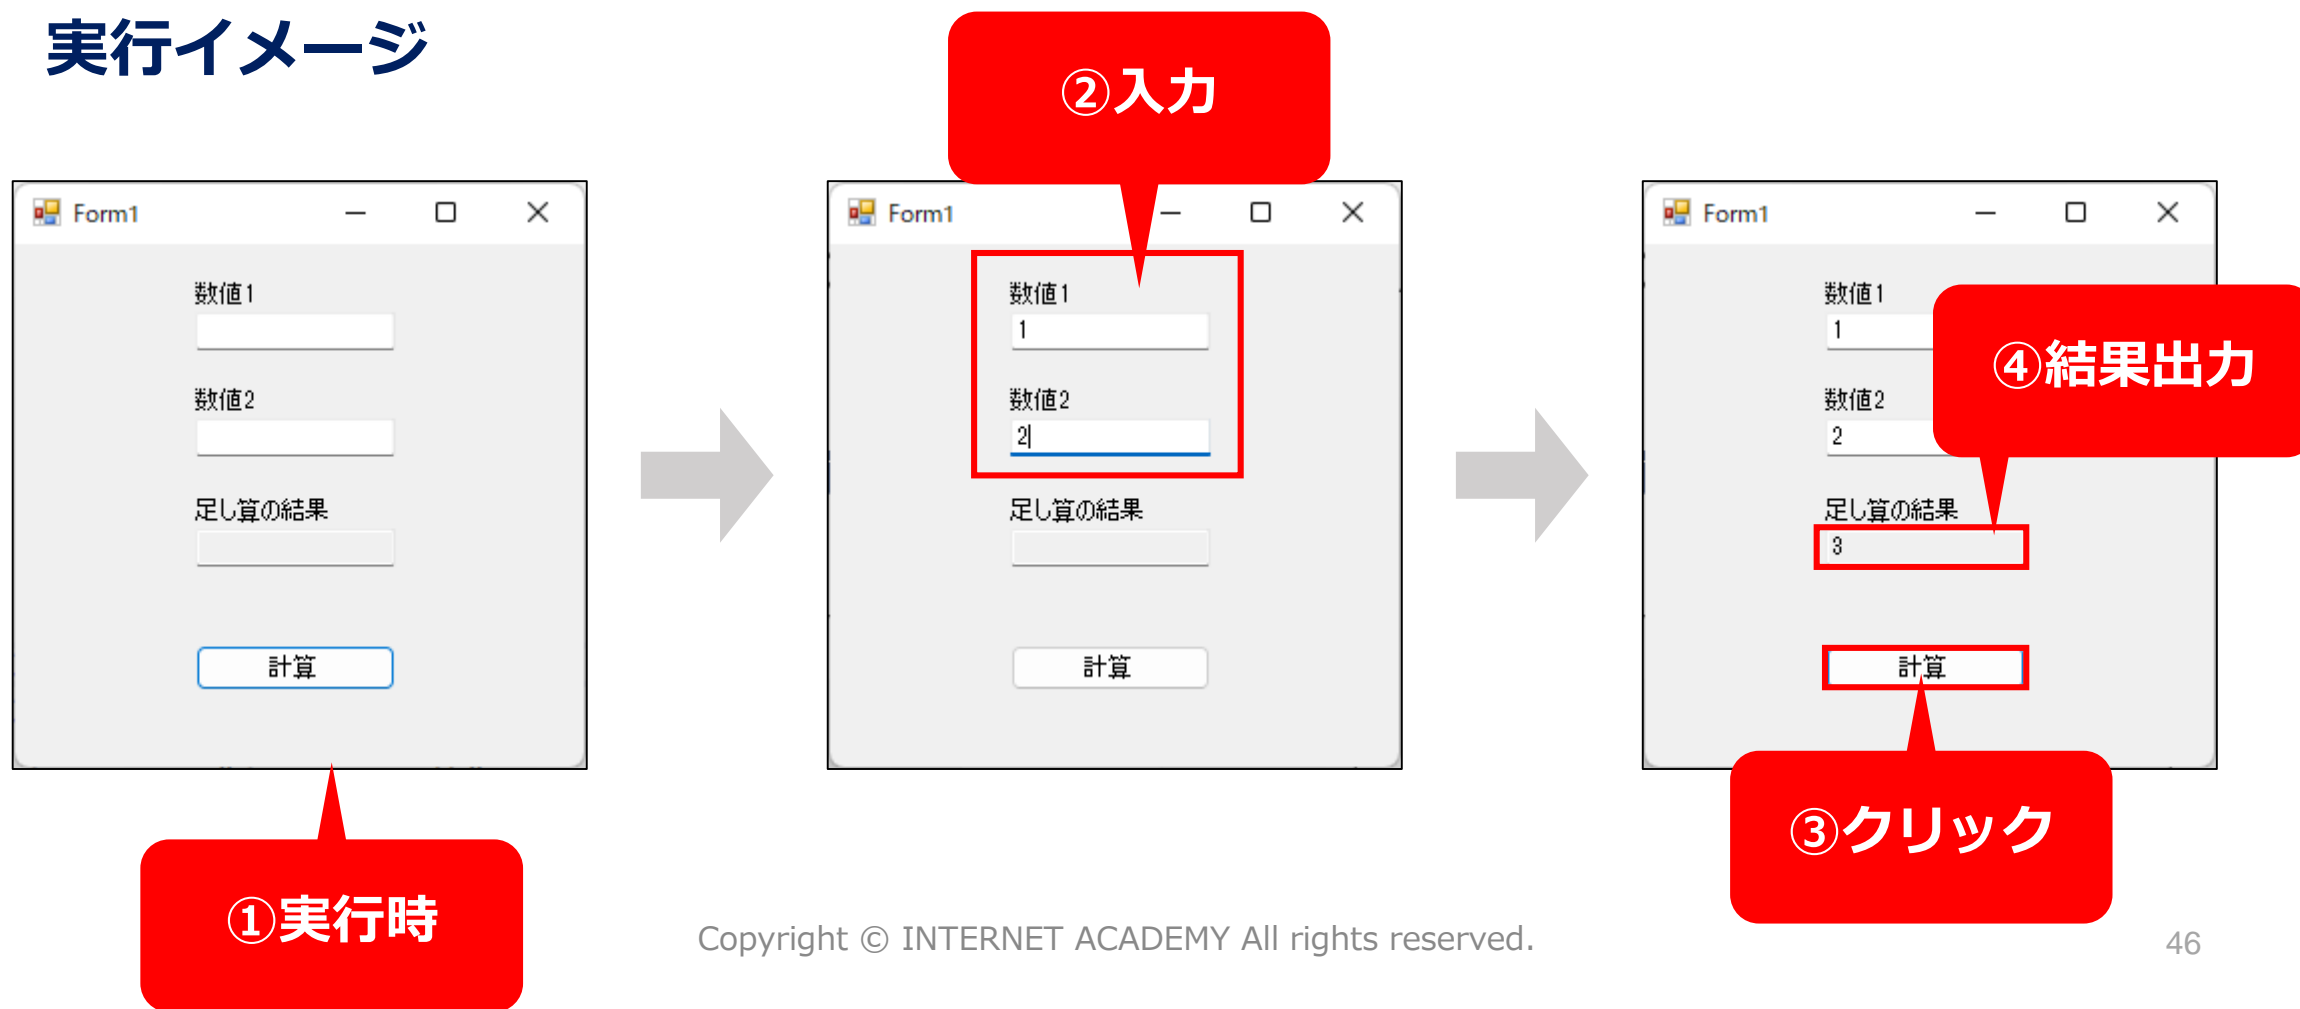 実行イメージ
②入力
Form1
数値1
数値2
足し算の結果
計算
①実行時
Form1
数値1
1
数値2
2
足し算の結果
計算
Form1
数値1
1
数値2
2
④結果出力
足し算の結果
3
計算
③クリック
Copyright © INTERNET ACADEMY All rights reserved.
46